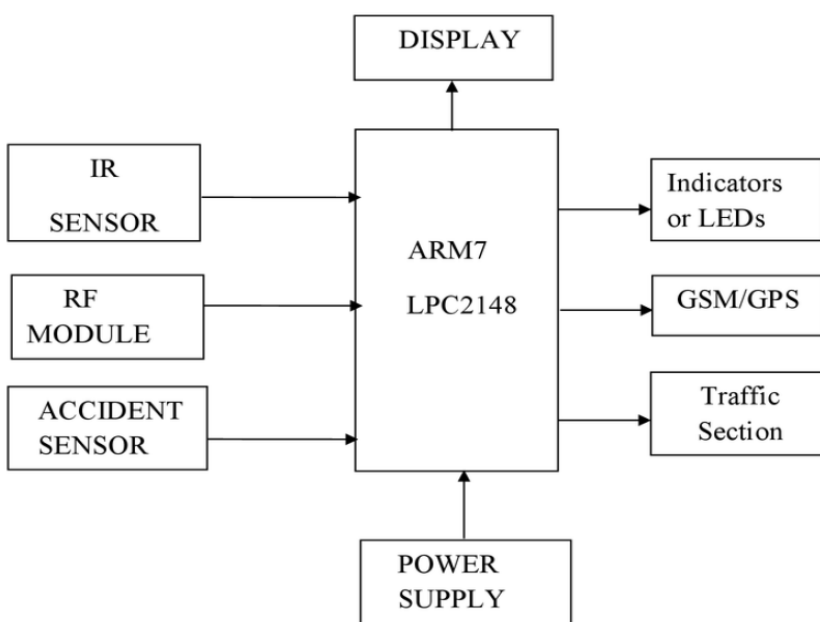 DISPLAY
IR
SENSOR
RF
MODULE
ACCIDENT
SENSOR
ARM7
LPC2148
Indicators
or LEDs
GSM/GPS
Traffic
Section
POWER
SUPPLY